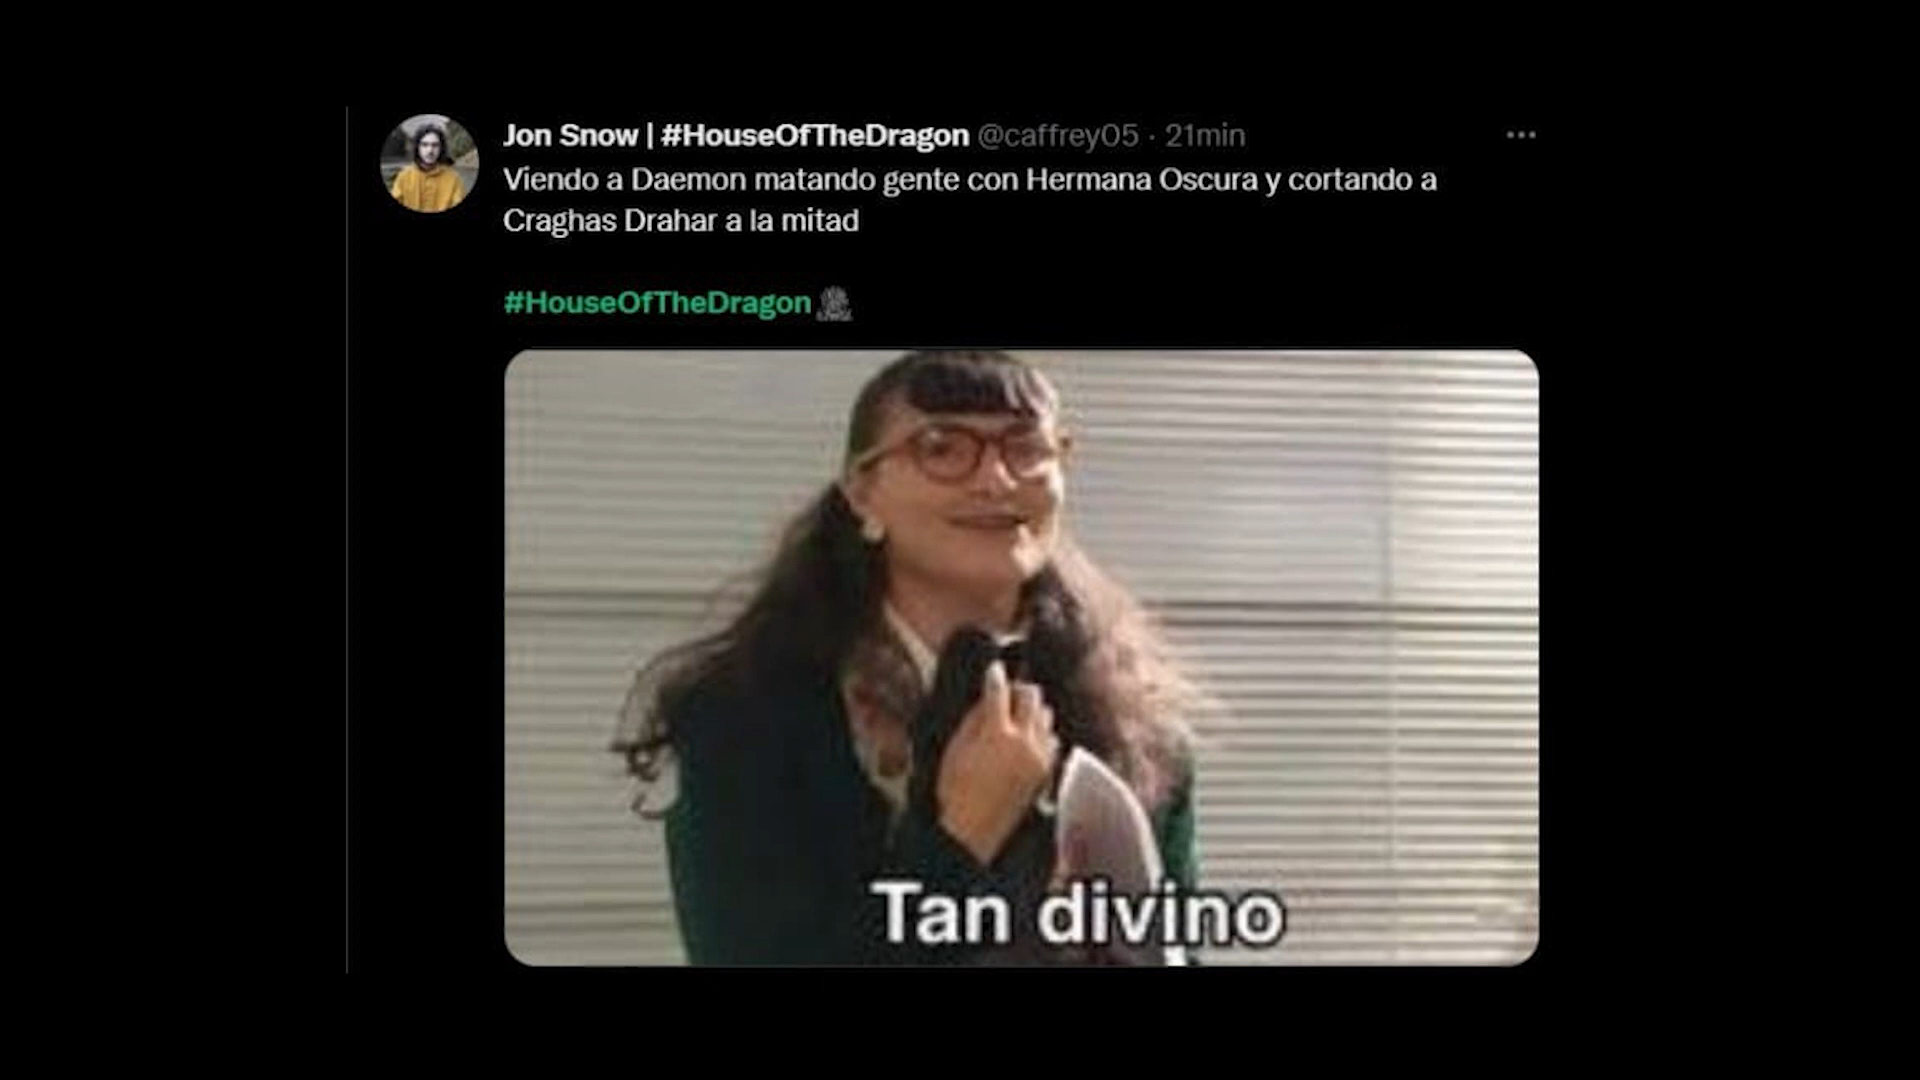 Jon Snow | #HouseOfTheDragon @caffrey05 · 21min
Viendo a Daemon matando gente con Hermana Oscura y cortando a
Craghas Drahar a la mitad
#HouseOfTheDragon
Tan divino